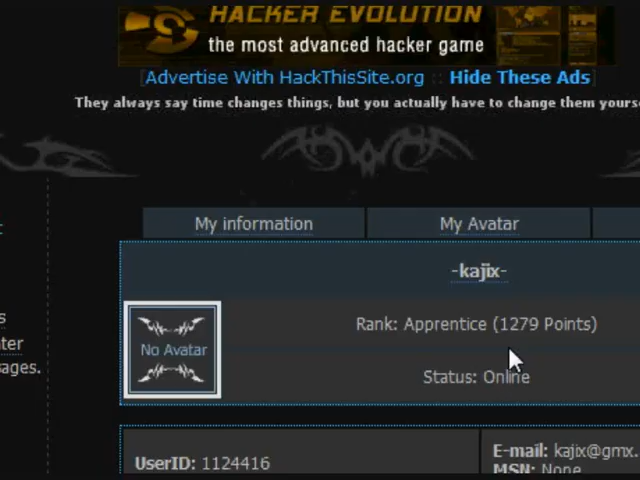 HACKER EVOLUTION
the most advanced hacker game
[Advertise With HackThisSite.org :: Hide These Ads]
They always say time changes things, but you actually have to change them yours
My information My Avatar
-kajix-
Rank: Apprentice (1279 Points)
No Avatar
Status: Online
ages.
UserID: 1124416
E-mail: kajix@gmx.
MSN: None